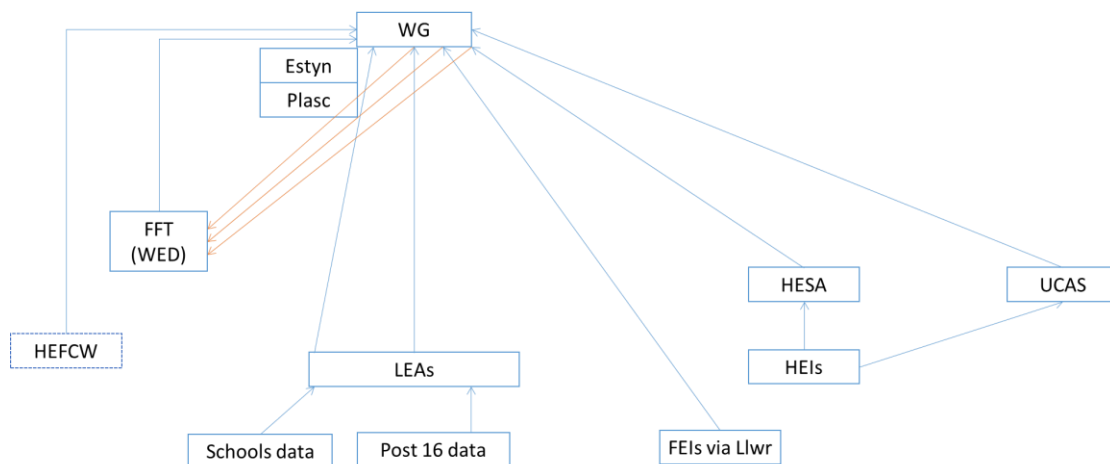 WG
Estyn
Plasc
FFT
(WED)
HESA
UCAS
HEFCW
LEAs
HEIs
Schools data
Post 16 data
FEIs via Llwr